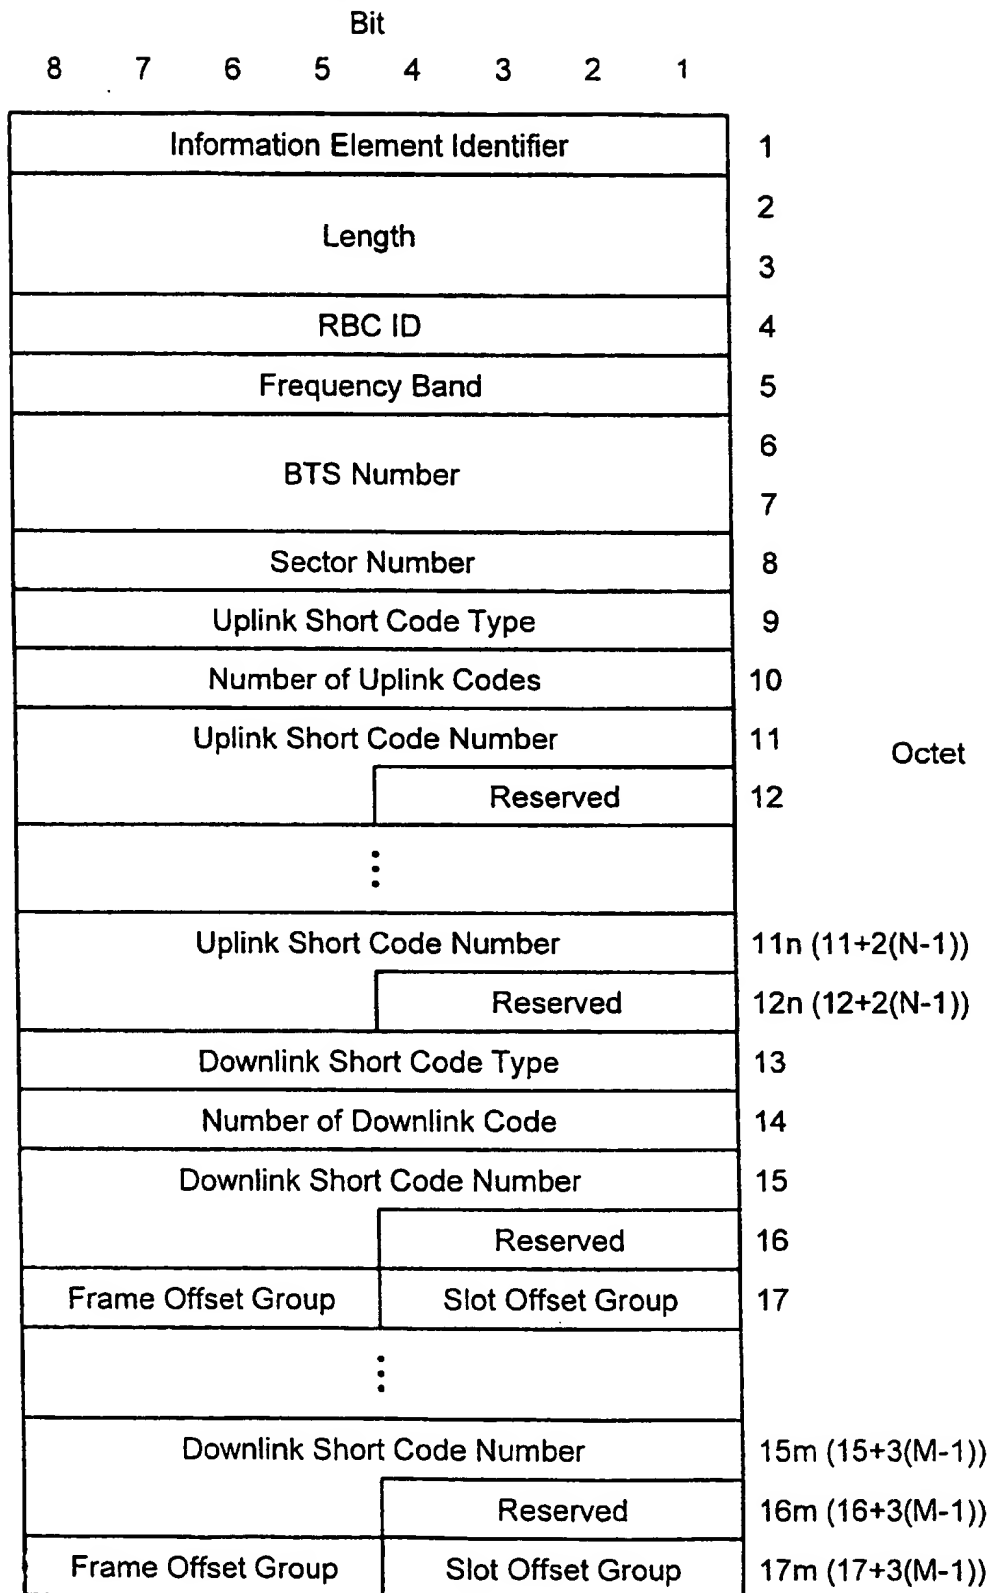 Bit
8 7 6 5 4 3 2 1
Information Element Identifier 1
2
Length
3
RBC ID 4
Frequency Band 5
6
BTS Number
7
Sector Number 8
Uplink Short Code Type 9
Number of Uplink Codes 10
Uplink Short Code Number 11
Octet
Reserved 12
Uplink Short Code Number 11n (11+2(N-1))
Reserved 12n (12+2(N-1))
Downlink Short Code Type 13
Number of Downlink Code 14
Downlink Short Code Number 15
Reserved 16
Frame Offset Group Slot Offset Group 17
Downlink Short Code Number 15m (15+3(M-1))
Reserved 16m (16+3(M-1))
Frame Offset Group Slot Offset Group 17m (17+3(M-1))